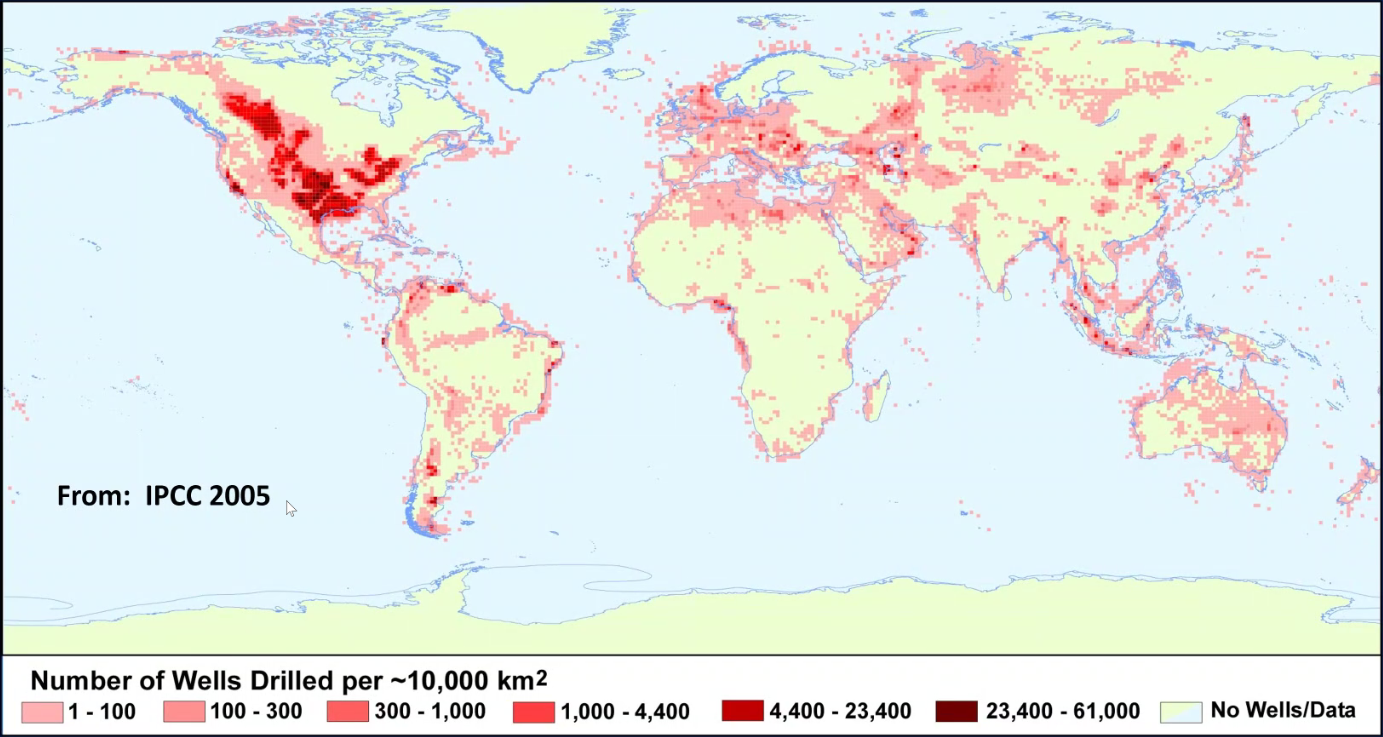 From: IPCC 2005
Number of Wells Drilled per ~10,000 km2
1 - 100 100 - 300 300 - 1,000 1,000 - 4,400 4,400 - 23,400 23,400 - 61,000 No Wells/Data